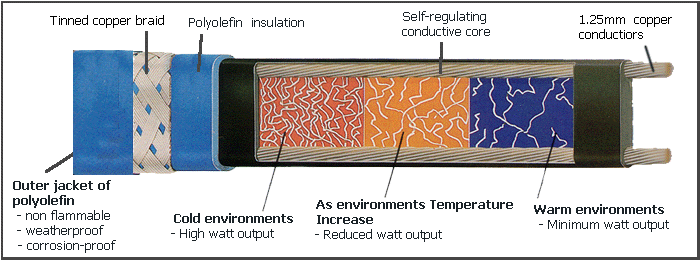 Tinned copper braid
Polyolefin insulation
Self-regulating
conductive core
1.25mm copper
conductiors
Outer jacket of
polyolefin
- non flammable
- weatherproof
- corrosion-proof
Cold environments
- High watt output
As environments Temperature
Increase
- Reduced watt output
Warm environments
- Minimum watt output